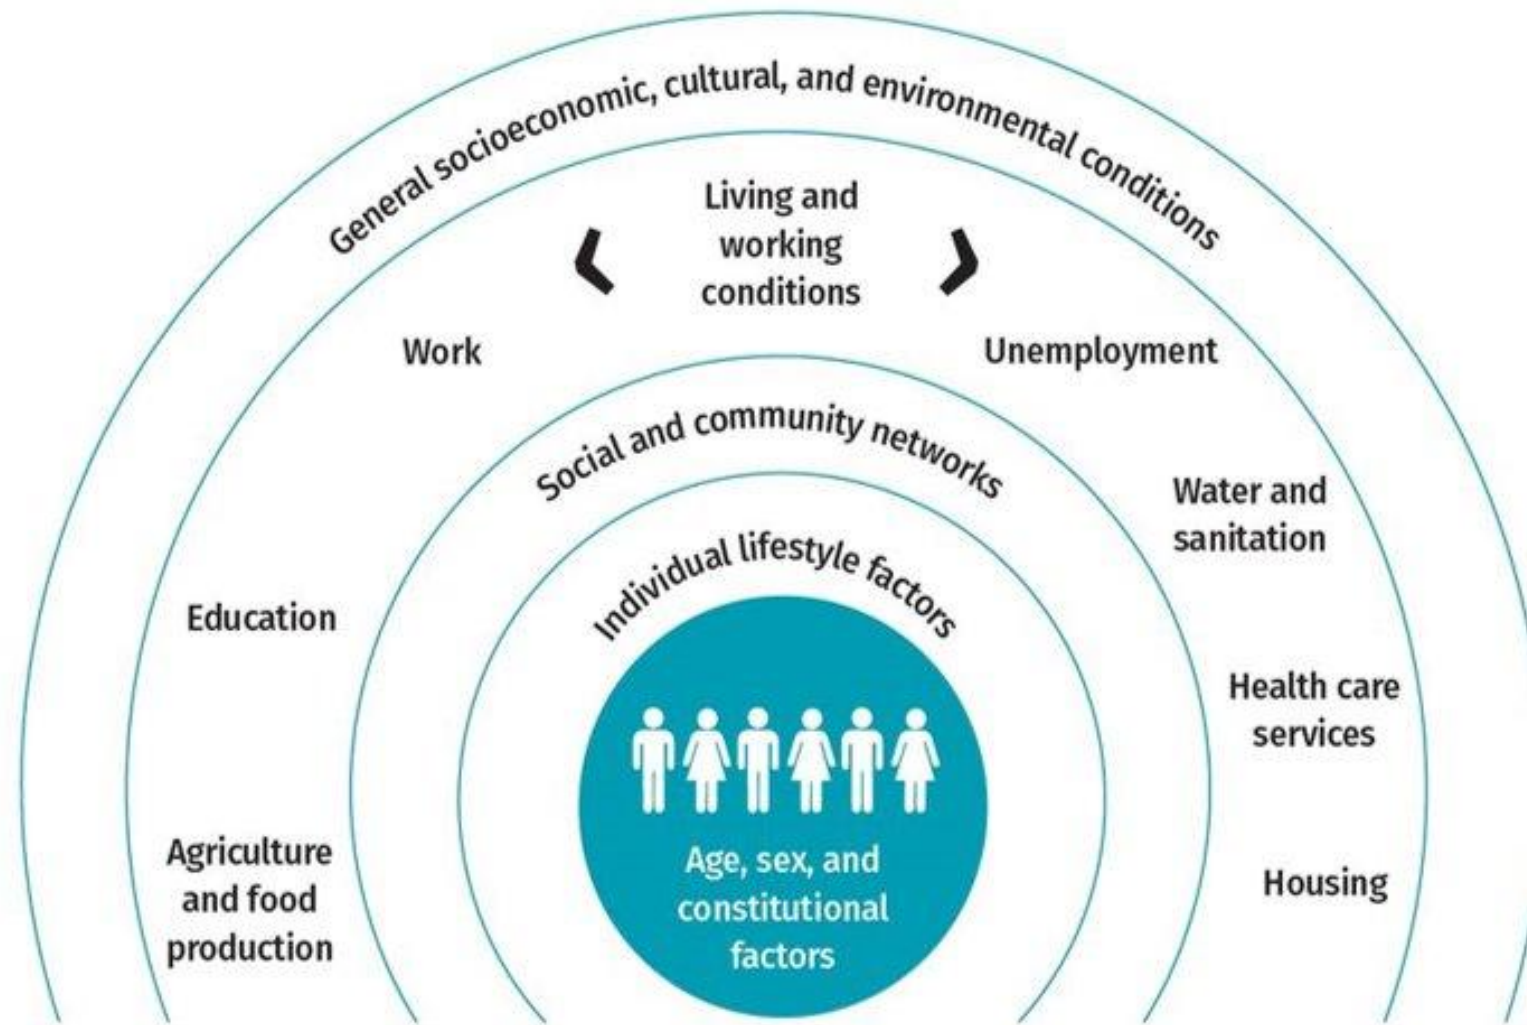 General socioeconomic, cultural, and environmental conditions
Living and
working
conditions
Work
Unemployment
Social and community networks
Water and
sanitation
Individual lifestyle factors
Education
Health care
services
Agriculture
and food
production
Housing
Age, sex, and
constitutional
factors